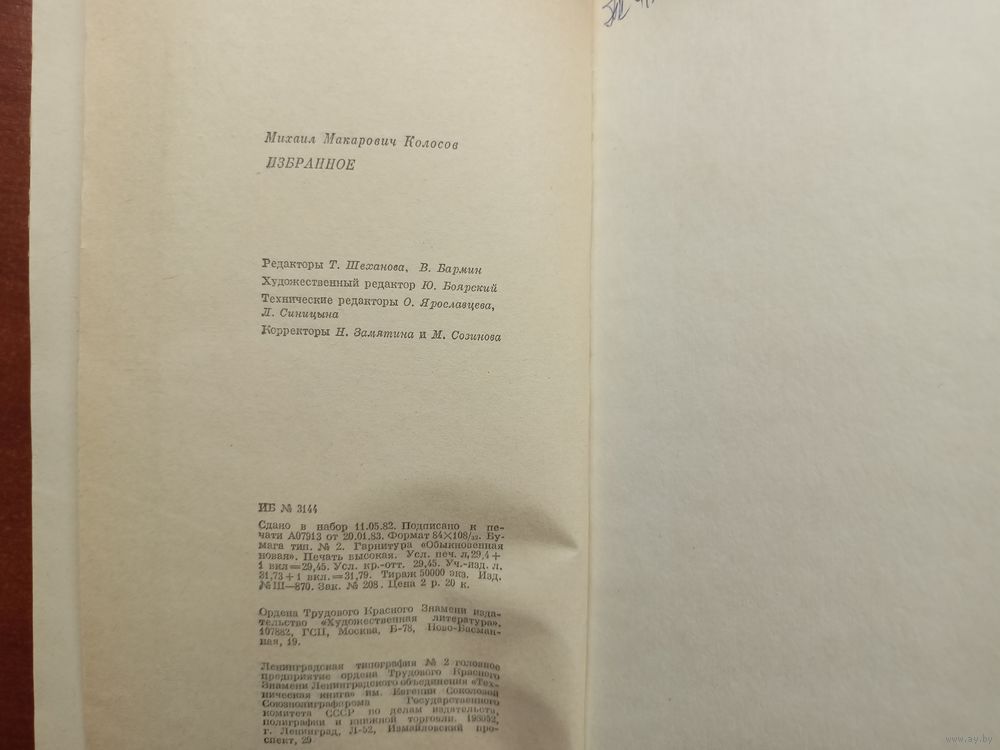 Михаил Макарович Колосов
ИЗБРАННОЕ
Редакторы Т. Шеханова, В. Бармин
Художественный редактор Ю. Боярский
Технические редакторы О. Ярославцева,
Л. Синицына
Корректоры Н. Замятина и М. Созинова
ИБ № 3144
Сдано в набор 11.05.82. Подписано к пе-
чати А07913 от 20.01.83. Формат 84×108/32. Бу-
мага тип. № 2. Гарнитура «Обыкновенная
новая». Печать высокая. Усл. печ. л. 29,4+
1 вкл=29,45. Усл. кр.-отт. 29,45. Уч.-изд. л.
31,73+1 вкл.=31,79. Тираж 50000 экз. Изд.
№ III—870. Зак. № 208. Цена 2 р. 20 к.
Ордена Трудового Красного Знамени изда-
тельство «Художественная литература».
107882, ГСП, Москва, Б-78, Ново-Басман-
ная, 19.
Ленинградская типография № 2 головное
предприятие ордена Трудового Красного
Знамени Ленинградского объединения «Тех-
ническая книга» им. Евгении Соколовой
Союзполиграфпрома Государственного
комитета СССР по делам издательств,
полиграфии и книжной торговли. 198052,
г. Ленинград, Л-52, Измайловский про-
спект, 29
www.ay.by